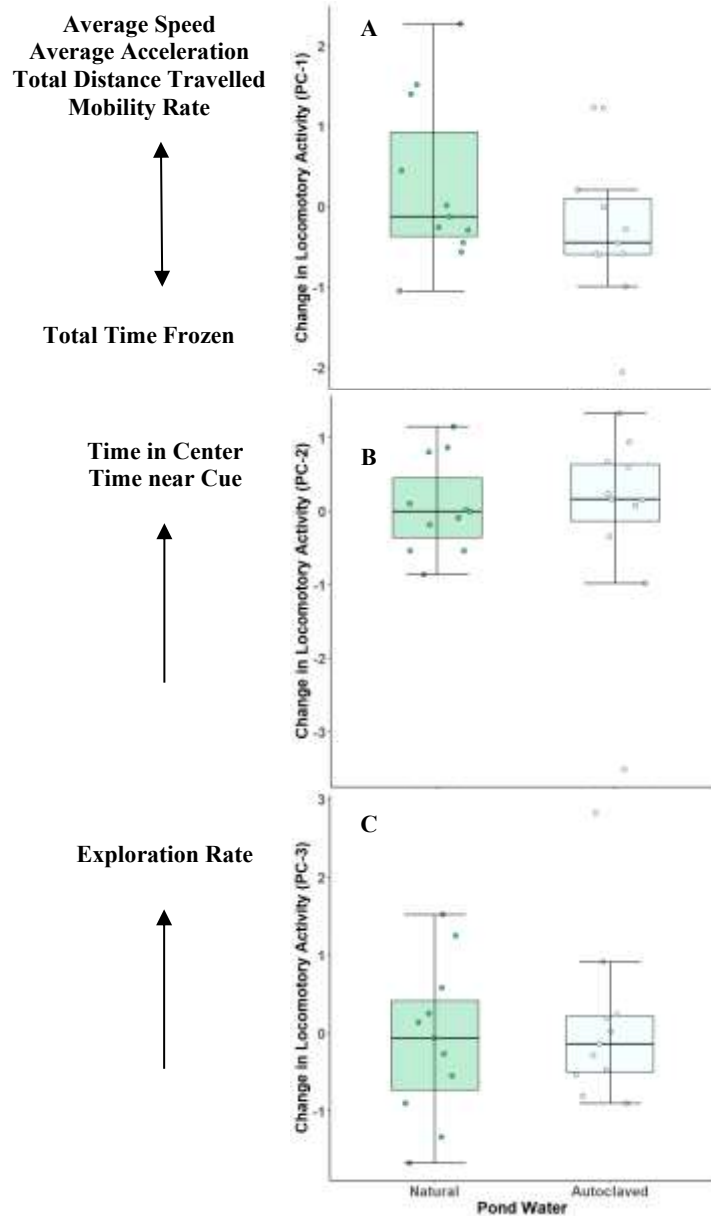 Average Speed
Average Acceleration
Total Distance Travelled
Mobility Rate
Total Time Frozen
A
Change in Locomotory Activity (PC-1)
2
1
0
-1
-2
Time in Center
Time near Cue
B
Change in Locomotory Activity (PC-2)
1
0
-1
-2
-3
Exploration Rate
C
Change in Locomotory Activity (PC-3)
3
2
1
0
-1
Natural
Autoclaved
Pond Water